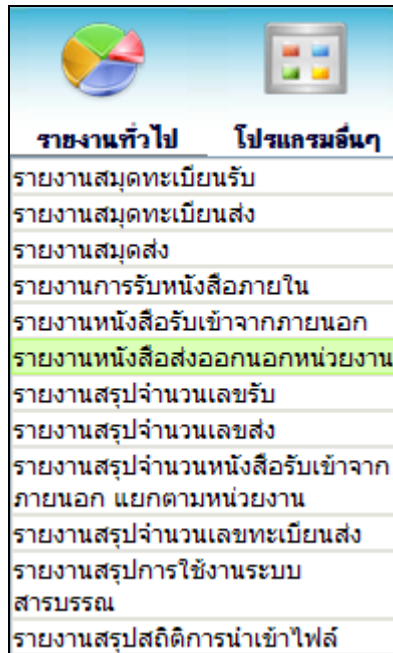 รายงานทั่วไป โปรแกรมอื่นๆ
รายงานสมุดทะเบียนรับ
รายงานสมุดทะเบียนส่ง
รายงานสมุดส่ง
รายงานการรับหนังสือภายใน
รายงานหนังสือรับเข้าจากภายนอก
รายงานหนังสือส่งออกนอกหน่วยงาน
รายงานสรุปจำนวนเลขรับ
รายงานสรุปจำนวนเลขส่ง
รายงานสรุปจำนวนหนังสือรับเข้าจาก
ภายนอก แยกตามหน่วยงาน
รายงานสรุปจำนวนเลขทะเบียนส่ง
รายงานสรุปการใช้งานระบบ
สารบรรณ
รายงานสรุปสถิติการนำเข้าไฟล์